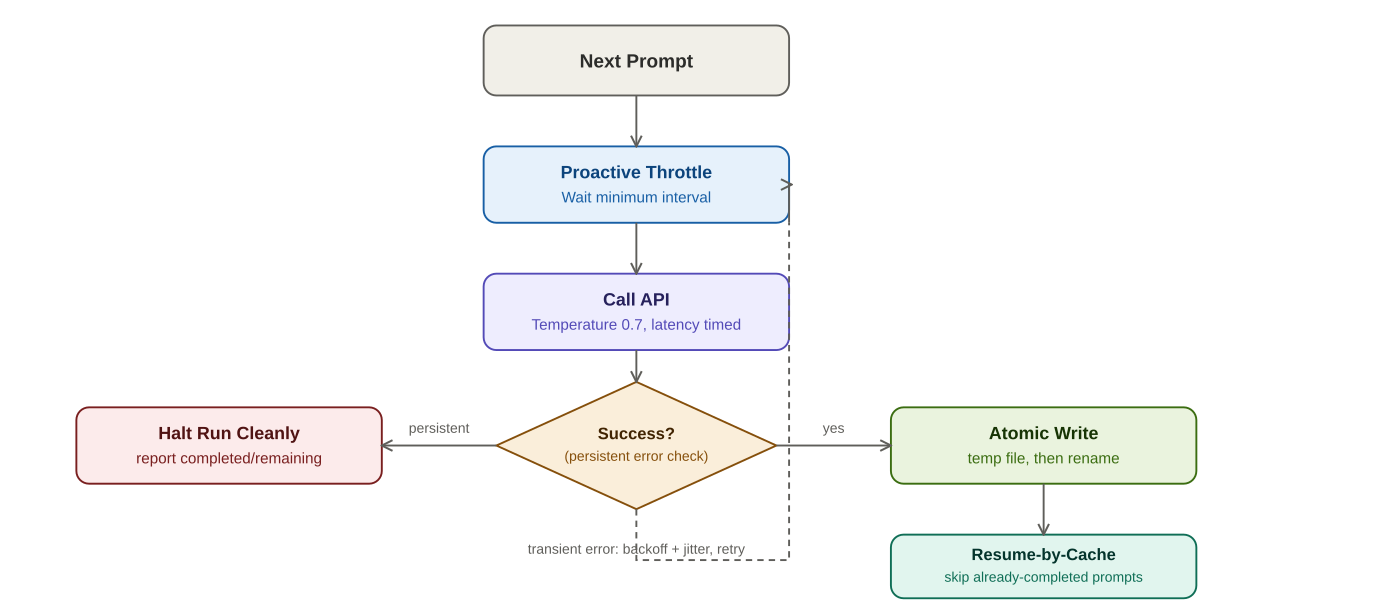 Next Prompt
Proactive Throttle
Wait minimum interval
Call API
Temperature 0.7, latency timed
Halt Run Cleanly
report completed/remaining
persistent
Success?
(persistent error check)
yes
Atomic Write
temp file, then rename
transient error: backoff + jitter, retry
Resume-by-Cache
skip already-completed prompts